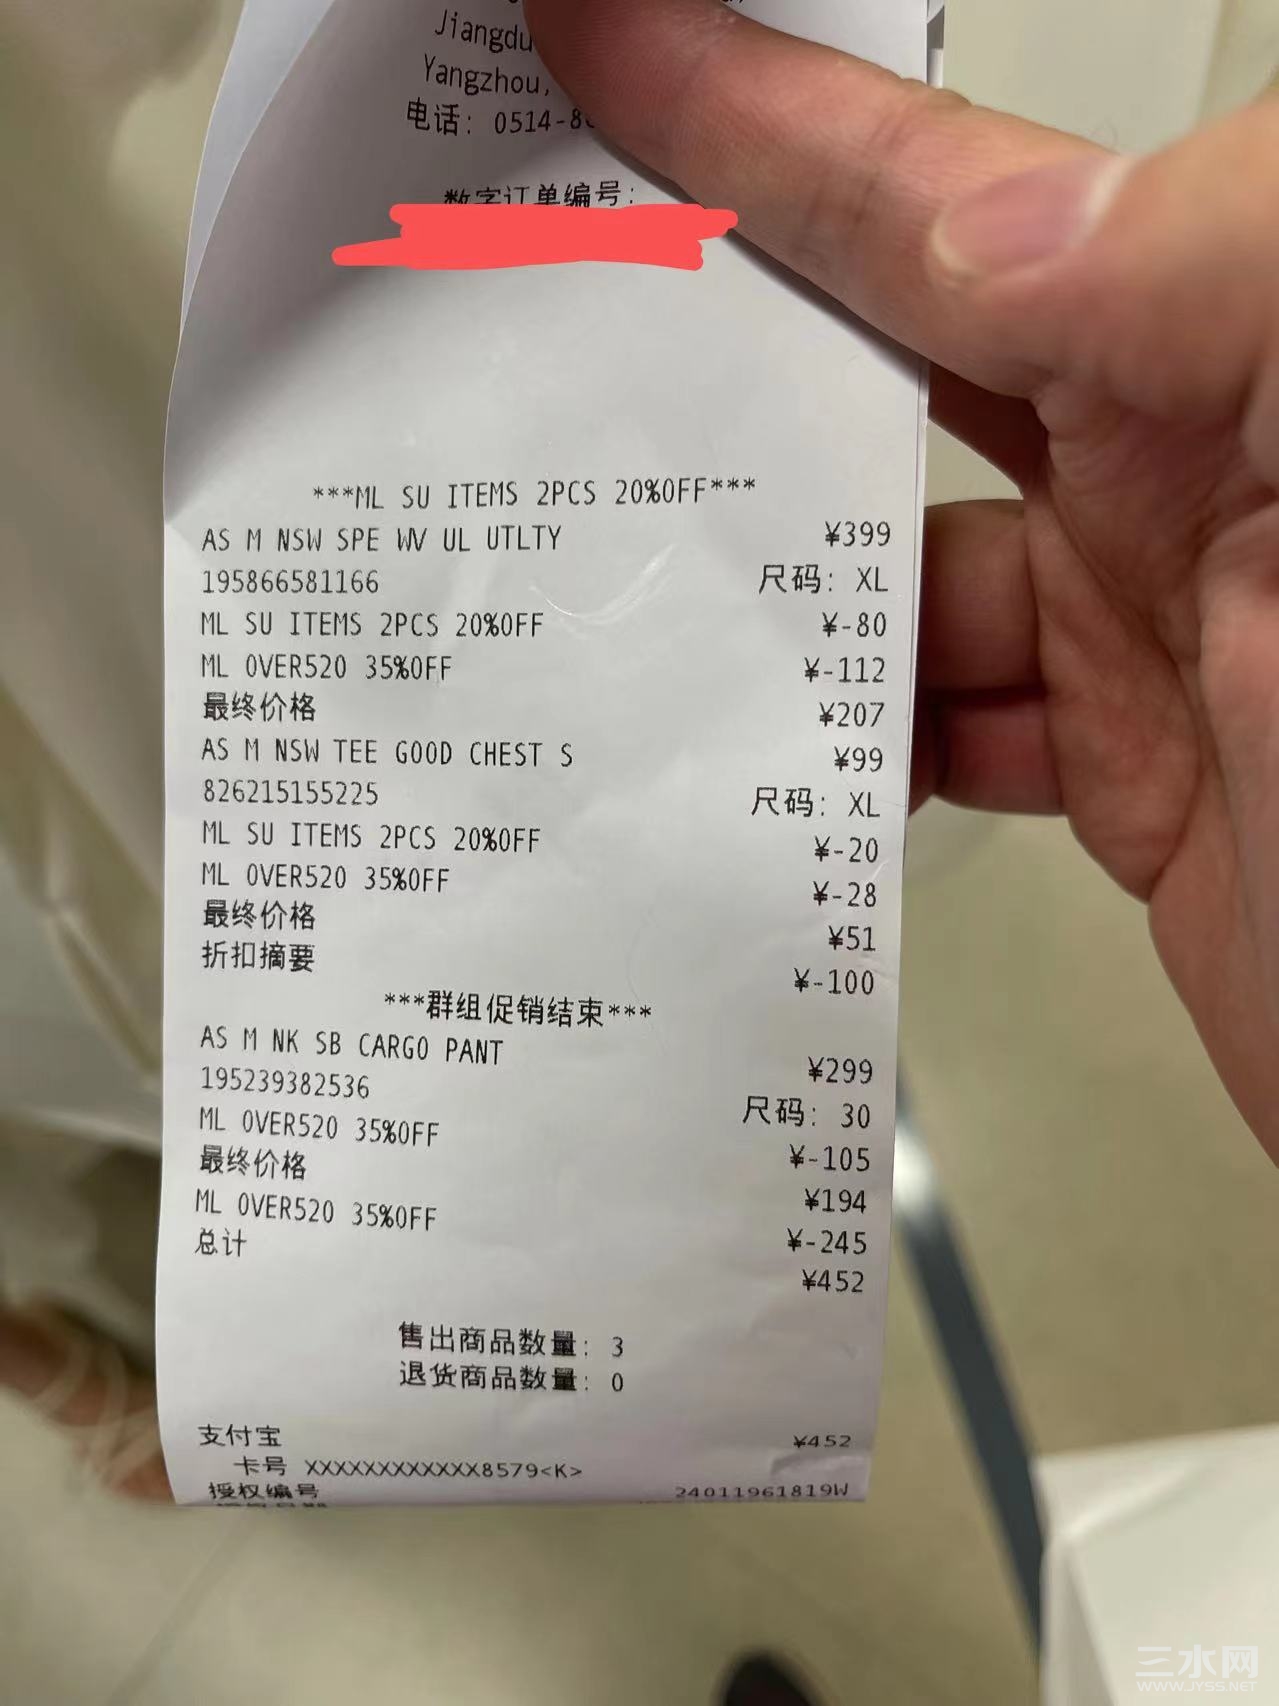 Jiangdu
Yangzhou,
电话: 0514-8
数字订单编号:
***ML SU ITEMS 2PCS 20%OFF***
AS M NSW SPE WV UL UTLTY ¥399
195866581166 尺码: XL
ML SU ITEMS 2PCS 20%OFF ¥-80
ML OVER520 35%OFF ¥-112
最终价格 ¥207
AS M NSW TEE GOOD CHEST S ¥99
826215155225 尺码: XL
ML SU ITEMS 2PCS 20%OFF ¥-20
ML OVER520 35%OFF ¥-28
最终价格 ¥51
折扣摘要 ¥-100
***群组促销结束***
AS M NK SB CARGO PANT ¥299
195239382536 尺码: 30
ML OVER520 35%OFF ¥-105
最终价格 ¥194
ML OVER520 35%OFF ¥-245
总计 ¥452
售出商品数量: 3
退货商品数量: 0
支付宝 ¥452
卡号 XXXXXXXXXXXX8579<K>
授权编号 24011961819W
三水网
WWW.JYSS.NET